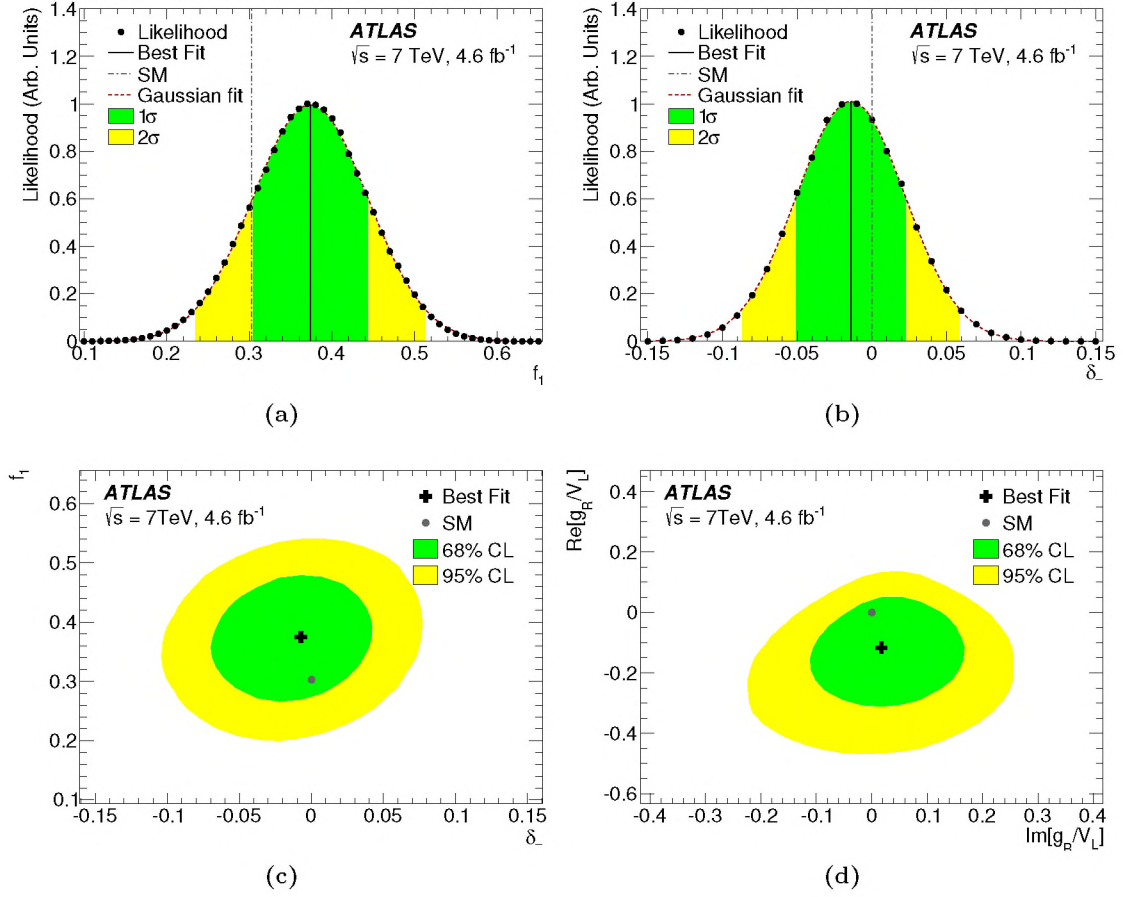 Likelihood (Arb. Units)
1.4
1.2
1
0.8
0.6
0.4
0.2
0
0.1
0.2
0.3
0.4
0.5
0.6
f₁
Likelihood
Best Fit
SM
Gaussian fit
1σ
2σ
ATLAS
√s = 7 TeV, 4.6 fb⁻¹
(a)
Likelihood (Arb. Units)
1.4
1.2
1
0.8
0.6
0.4
0.2
0
-0.15
-0.1
-0.05
0
0.05
0.1
0.15
δ₋
Likelihood
Best Fit
SM
Gaussian fit
1σ
2σ
ATLAS
√s = 7 TeV, 4.6 fb⁻¹
(b)
f₁
0.6
0.5
0.4
0.3
0.2
0.1
-0.15
-0.1
-0.05
0
0.05
0.1
0.15
δ₋
ATLAS
√s = 7TeV, 4.6 fb⁻¹
Best Fit
SM
68% CL
95% CL
(c)
Re[g_R/V_L]
0.4
0.2
0
-0.2
-0.4
-0.6
-0.4
-0.3
-0.2
-0.1
0
0.1
0.2
0.3
0.4
Im[g_R/V_L]
ATLAS
√s = 7TeV, 4.6 fb⁻¹
Best Fit
SM
68% CL
95% CL
(d)